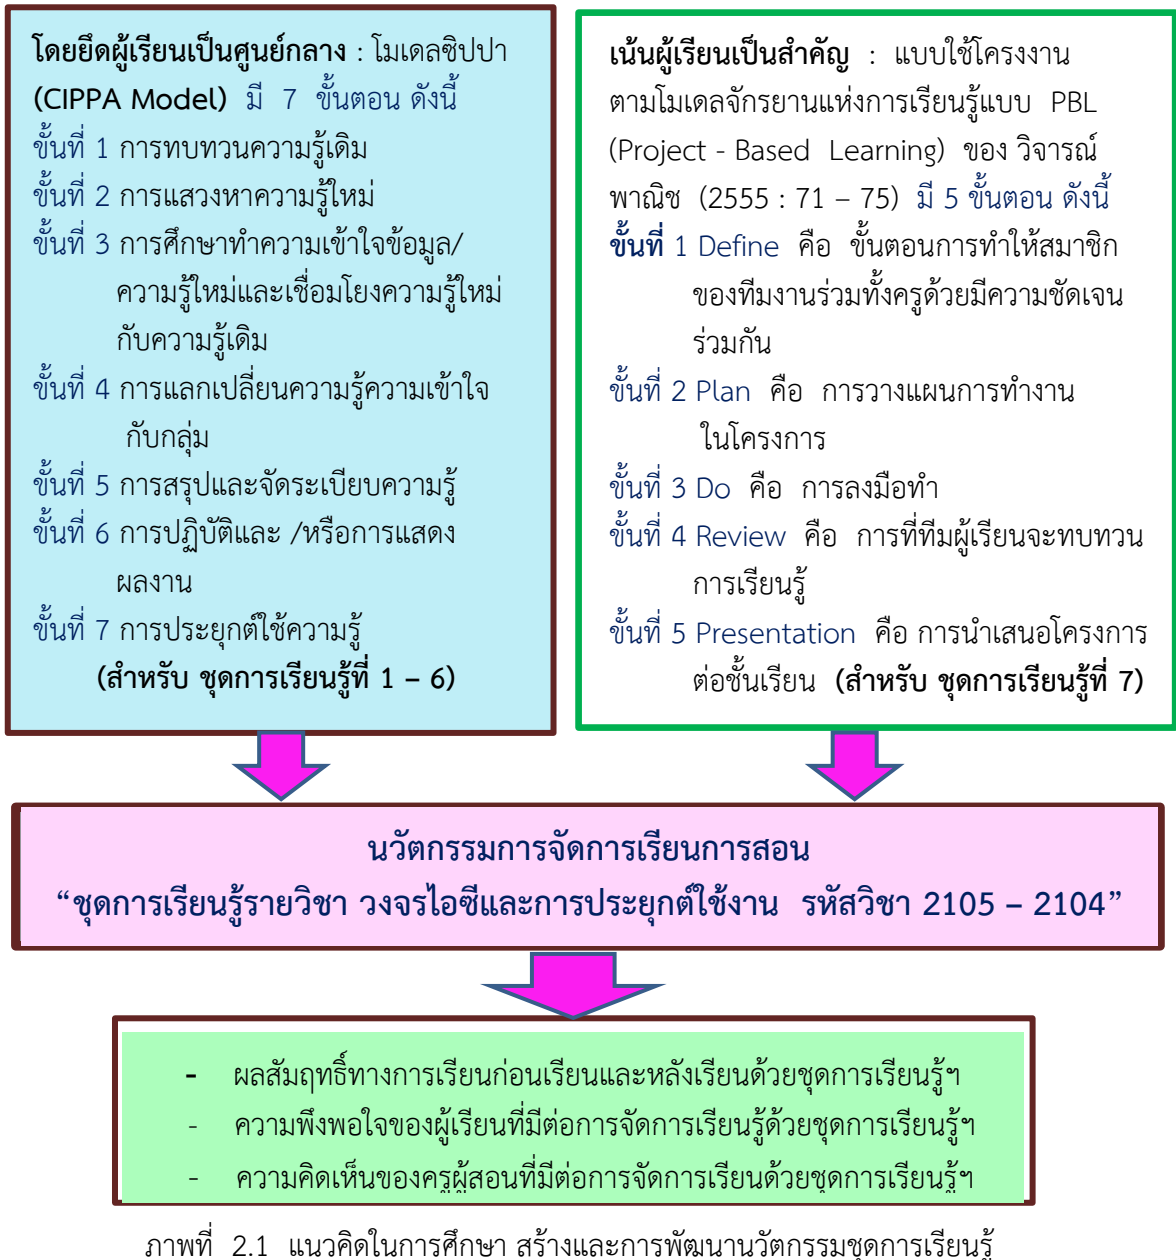 โดยยึดผู้เรียนเป็นศูนย์กลาง : โมเดลซิปปา
(CIPPA Model) มี 7 ขั้นตอน ดังนี้
ขั้นที่ 1 การทบทวนความรู้เดิม
ขั้นที่ 2 การแสวงหาความรู้ใหม่
ขั้นที่ 3 การศึกษาทำความเข้าใจข้อมูล/
ความรู้ใหม่และเชื่อมโยงความรู้ใหม่
กับความรู้เดิม
ขั้นที่ 4 การแลกเปลี่ยนความรู้ความเข้าใจ
กับกลุ่ม
ขั้นที่ 5 การสรุปและจัดระเบียบความรู้
ขั้นที่ 6 การปฏิบัติและ /หรือการแสดง
ผลงาน
ขั้นที่ 7 การประยุกต์ใช้ความรู้
(สำหรับ ชุดการเรียนรู้ที่ 1 – 6)
เน้นผู้เรียนเป็นสำคัญ : แบบใช้โครงงาน
ตามโมเดลจักรยานแห่งการเรียนรู้แบบ PBL
(Project - Based Learning) ของ วิจารณ์
พาณิช (2555 : 71 – 75) มี 5 ขั้นตอน ดังนี้
ขั้นที่ 1 Define คือ ขั้นตอนการทำให้สมาชิก
ของทีมงานร่วมทั้งครูด้วยมีความชัดเจน
ร่วมกัน
ขั้นที่ 2 Plan คือ การวางแผนการทำงาน
ในโครงการ
ขั้นที่ 3 Do คือ การลงมือทำ
ขั้นที่ 4 Review คือ การที่ทีมผู้เรียนจะทบทวน
การเรียนรู้
ขั้นที่ 5 Presentation คือ การนำเสนอโครงการ
ต่อชั้นเรียน (สำหรับ ชุดการเรียนรู้ที่ 7)
นวัตกรรมการจัดการเรียนการสอน
“ชุดการเรียนรู้รายวิชา วงจรไอซีและการประยุกต์ใช้งาน รหัสวิชา 2105 – 2104”
- ผลสัมฤทธิ์ทางการเรียนก่อนเรียนและหลังเรียนด้วยชุดการเรียนรู้ฯ
- ความพึงพอใจของผู้เรียนที่มีต่อการจัดการเรียนรู้ด้วยชุดการเรียนรู้ฯ
- ความคิดเห็นของครูผู้สอนที่มีต่อการจัดการเรียนด้วยชุดการเรียนรู้ฯ
ภาพที่ 2.1 แนวคิดในการศึกษา สร้างและการพัฒนานวัตกรรมชุดการเรียนรู้